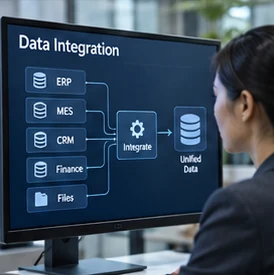 Data Integration
ERP
MES
CRM
Finance
Files
Integrate
Unified
Data